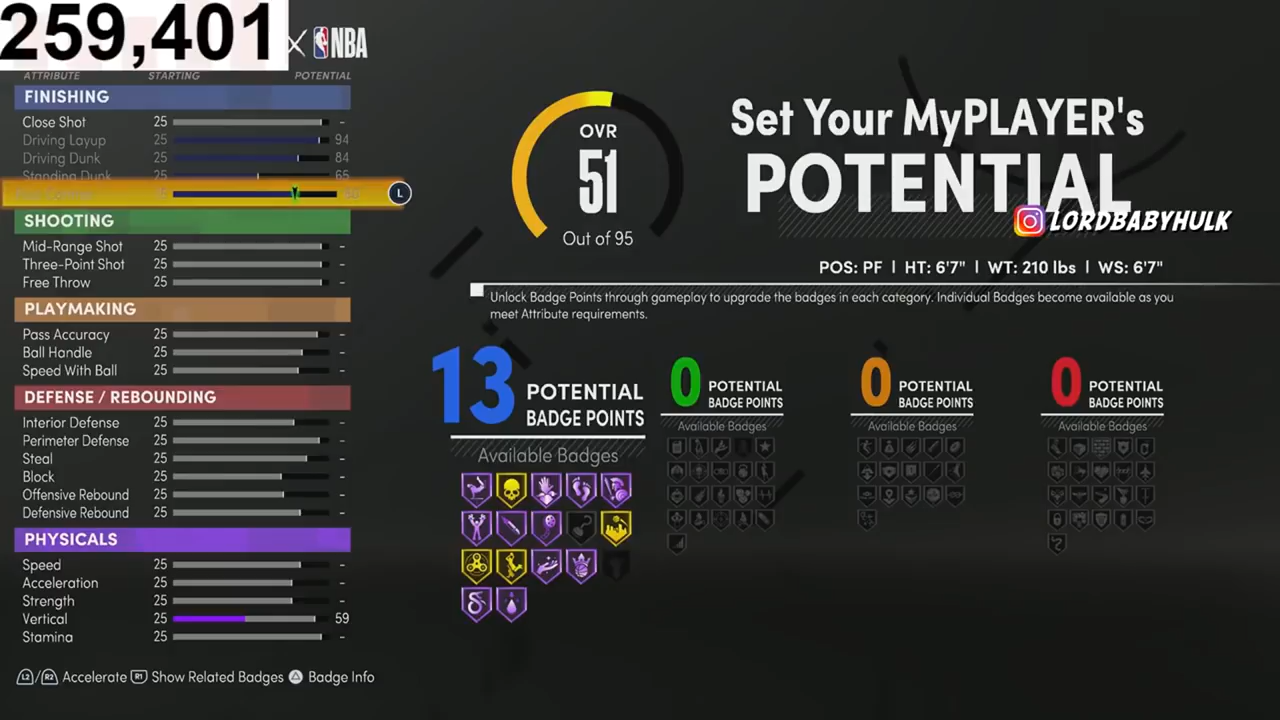 259,401
X NBA
ATTRIBUTE STARTING POTENTIAL
FINISHING
Close Shot 25 -
Driving Layup 25 94
Driving Dunk 25 84
Standing Dunk 25 65
L
SHOOTING
Mid-Range Shot 25 -
Three-Point Shot 25 -
Free Throw 25 -
PLAYMAKING
Pass Accuracy 25 -
Ball Handle 25 -
Speed With Ball 25 -
DEFENSE / REBOUNDING
Interior Defense 25 -
Perimeter Defense 25 -
Steal 25 -
Block 25 -
Offensive Rebound 25 -
Defensive Rebound 25 -
PHYSICALS
Speed 25 -
Acceleration 25 -
Strength 25 -
Vertical 25 59
Stamina 25 -
L2/R2 Accelerate R1 Show Related Badges Badge Info
OVR
51
Out of 95
Set Your MyPLAYER's
POTENTIAL
LORDBABYHULK
POS: PF | HT: 6'7" | WT: 210 lbs | WS: 6'7"
Unlock Badge Points through gameplay to upgrade the badges in each category. Individual Badges become available as you
meet Attribute requirements.
13 POTENTIAL
BADGE POINTS
Available Badges
0 POTENTIAL
BADGE POINTS
Available Badges
0 POTENTIAL
BADGE POINTS
Available Badges
0 POTENTIAL
BADGE POINTS
Available Badges